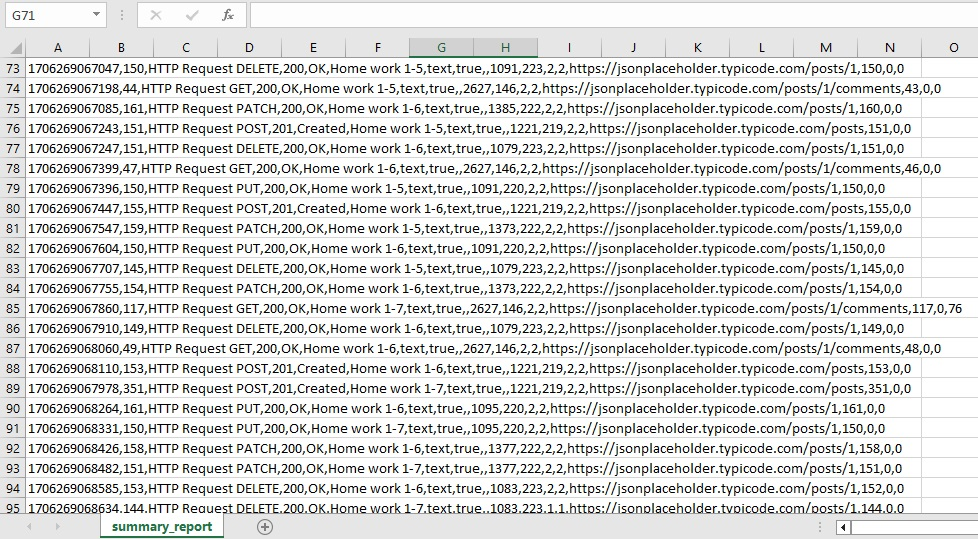 G71
fx
A B C D E F G H I J K L M N O
73 1706269067047,150,HTTP Request DELETE,200,OK,Home work 1-5,text,true,,1091,223,2,2,https://jsonplaceholder.typicode.com/posts/1,150,0,0
74 1706269067198,44,HTTP Request GET,200,OK,Home work 1-5,text,true,,2627,146,2,2,https://jsonplaceholder.typicode.com/posts/1/comments,43,0,0
75 1706269067085,161,HTTP Request PATCH,200,OK,Home work 1-6,text,true,,1385,222,2,2,https://jsonplaceholder.typicode.com/posts/1,160,0,0
76 1706269067243,151,HTTP Request POST,201,Created,Home work 1-5,text,true,,1221,219,2,2,https://jsonplaceholder.typicode.com/posts,151,0,0
77 1706269067247,151,HTTP Request DELETE,200,OK,Home work 1-6,text,true,,1079,223,2,2,https://jsonplaceholder.typicode.com/posts/1,151,0,0
78 1706269067399,47,HTTP Request GET,200,OK,Home work 1-6,text,true,,2627,146,2,2,https://jsonplaceholder.typicode.com/posts/1/comments,46,0,0
79 1706269067396,150,HTTP Request PUT,200,OK,Home work 1-5,text,true,,1091,220,2,2,https://jsonplaceholder.typicode.com/posts/1,150,0,0
80 1706269067447,155,HTTP Request POST,201,Created,Home work 1-6,text,true,,1221,219,2,2,https://jsonplaceholder.typicode.com/posts,155,0,0
81 1706269067547,159,HTTP Request PATCH,200,OK,Home work 1-5,text,true,,1373,222,2,2,https://jsonplaceholder.typicode.com/posts/1,159,0,0
82 1706269067604,150,HTTP Request PUT,200,OK,Home work 1-6,text,true,,1091,220,2,2,https://jsonplaceholder.typicode.com/posts/1,150,0,0
83 1706269067707,145,HTTP Request DELETE,200,OK,Home work 1-5,text,true,,1079,223,2,2,https://jsonplaceholder.typicode.com/posts/1,145,0,0
84 1706269067755,154,HTTP Request PATCH,200,OK,Home work 1-6,text,true,,1373,222,2,2,https://jsonplaceholder.typicode.com/posts/1,154,0,0
85 1706269067860,117,HTTP Request GET,200,OK,Home work 1-7,text,true,,2627,146,2,2,https://jsonplaceholder.typicode.com/posts/1/comments,117,0,76
86 1706269067910,149,HTTP Request DELETE,200,OK,Home work 1-6,text,true,,1079,223,2,2,https://jsonplaceholder.typicode.com/posts/1,149,0,0
87 1706269068060,49,HTTP Request GET,200,OK,Home work 1-6,text,true,,2627,146,2,2,https://jsonplaceholder.typicode.com/posts/1/comments,48,0,0
88 1706269068110,153,HTTP Request POST,201,Created,Home work 1-6,text,true,,1221,219,2,2,https://jsonplaceholder.typicode.com/posts,153,0,0
89 1706269067978,351,HTTP Request POST,201,Created,Home work 1-7,text,true,,1221,219,2,2,https://jsonplaceholder.typicode.com/posts,351,0,0
90 1706269068264,161,HTTP Request PUT,200,OK,Home work 1-6,text,true,,1095,220,2,2,https://jsonplaceholder.typicode.com/posts/1,161,0,0
91 1706269068331,150,HTTP Request PUT,200,OK,Home work 1-7,text,true,,1095,220,2,2,https://jsonplaceholder.typicode.com/posts/1,150,0,0
92 1706269068426,158,HTTP Request PATCH,200,OK,Home work 1-6,text,true,,1377,222,2,2,https://jsonplaceholder.typicode.com/posts/1,158,0,0
93 1706269068482,151,HTTP Request PATCH,200,OK,Home work 1-7,text,true,,1377,222,2,2,https://jsonplaceholder.typicode.com/posts/1,151,0,0
94 1706269068585,153,HTTP Request DELETE,200,OK,Home work 1-6,text,true,,1083,223,2,2,https://jsonplaceholder.typicode.com/posts/1,152,0,0
95 1706269068634,144,HTTP Request DELETE,200,OK,Home work 1-7,text,true,,1083,223,1,1,https://jsonplaceholder.typicode.com/posts/1,144,0,0
summary_report